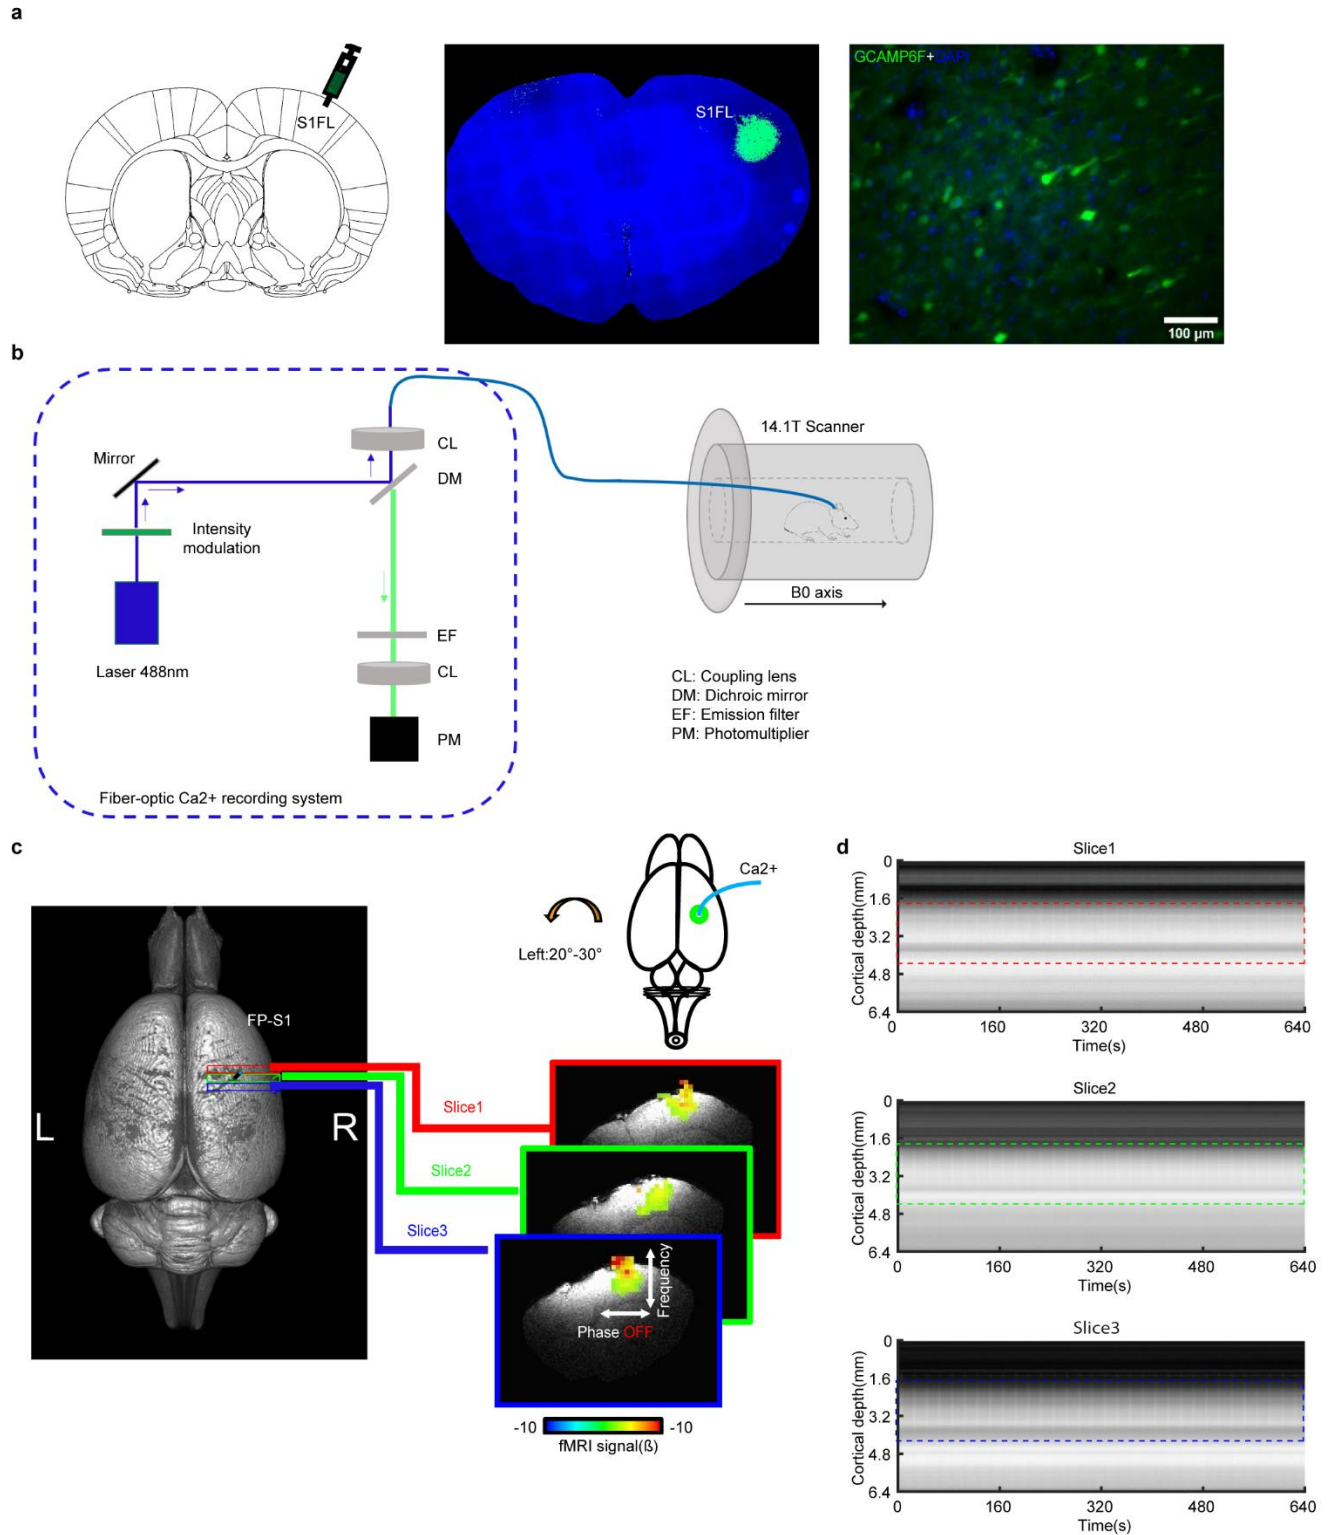 a
S1FL
S1FL
GCAMP6F+DAPI
100 µm
b
Mirror
Intensity
modulation
Laser 488nm
CL
DM
EF
CL
PM
Fiber-optic Ca2+ recording system
14.1T Scanner
B0 axis
CL: Coupling lens
DM: Dichroic mirror
EF: Emission filter
PM: Photomultiplier
c
FP-S1
L
R
Left:20°-30°
Ca2+
Slice1
Slice2
Slice3
Frequency
Phase OFF
-10
-10
fMRI signal(ß)
d
Slice1
Cortical depth(mm)
0
1.6
3.2
4.8
6.4
0
160
320
480
640
Time(s)
Slice2
Cortical depth(mm)
0
1.6
3.2
4.8
6.4
0
160
320
480
640
Time(s)
Slice3
Cortical depth(mm)
0
1.6
3.2
4.8
6.4
0
160
320
480
640
Time(s)